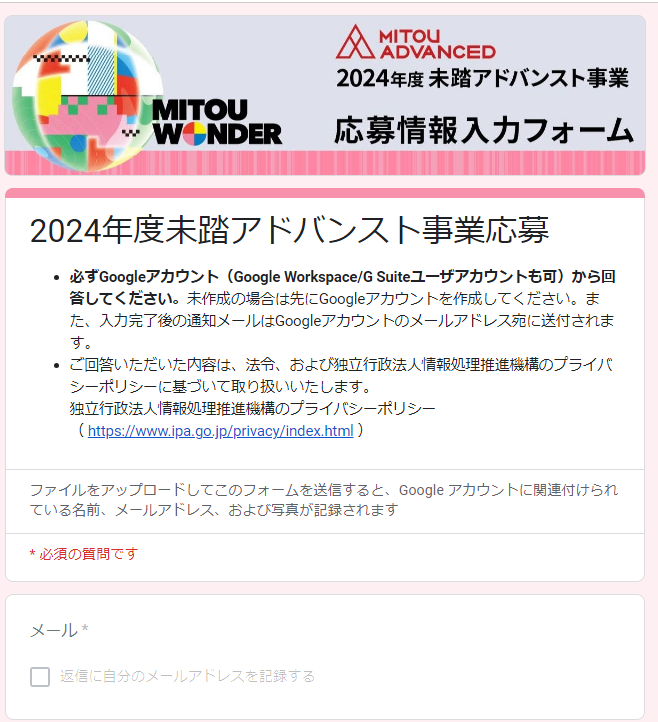 MITOU
WONDER
MITOU
ADVANCED
2024年度 未踏アドバンスト事業
応募情報入力フォーム
2024年度未踏アドバンスト事業応募
• 必ずGoogleアカウント（Google Workspace/G Suiteユーザアカウントも可）から回
答してください。未作成の場合は先にGoogleアカウントを作成してください。ま
た、入力完了後の通知メールはGoogleアカウントのメールアドレス宛に送付されま
す。
• ご回答いただいた内容は、法令、および独立行政法人情報処理推進機構のプライバ
シーポリシーに基づいて取り扱いいたします。
独立行政法人情報処理推進機構のプライバシーポリシー
（ https://www.ipa.go.jp/privacy/index.html ）
ファイルをアップロードしてこのフォームを送信すると、Google アカウントに関連付けられ
ている名前、メールアドレス、および写真が記録されます
* 必須の質問です
メール *
返信に自分のメールアドレスを記録する